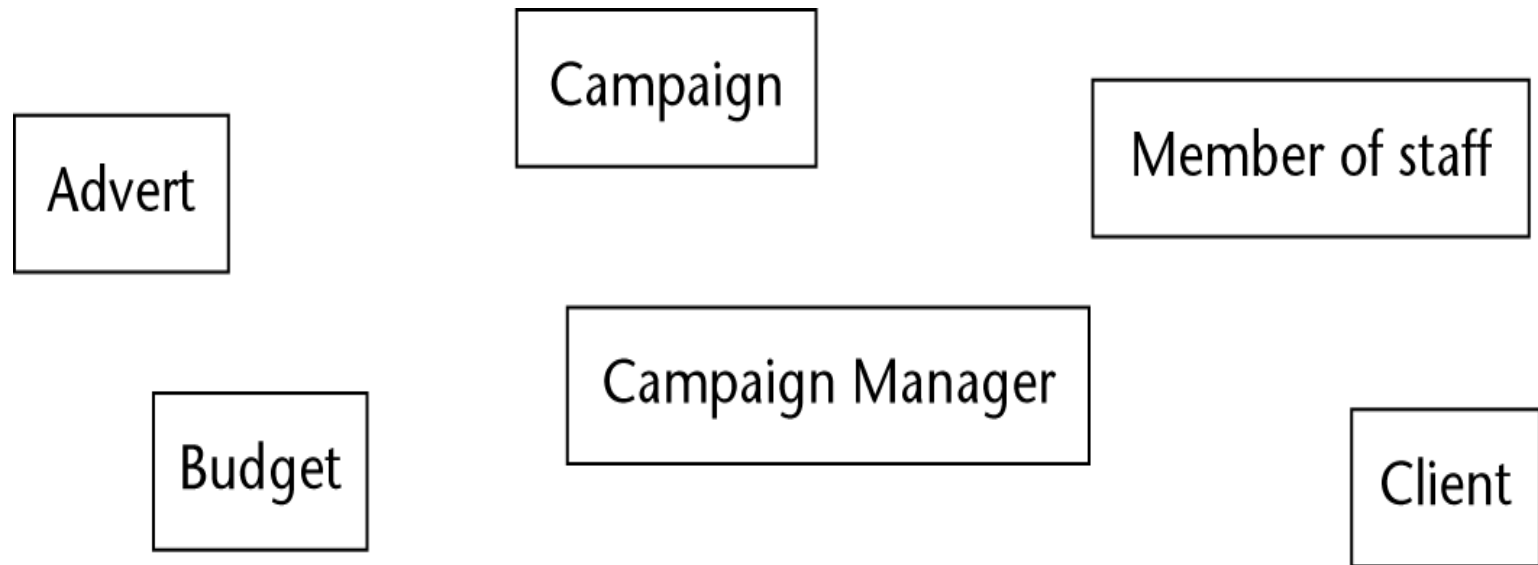 Campaign
Member of staff
Advert
Campaign Manager
Budget
Client